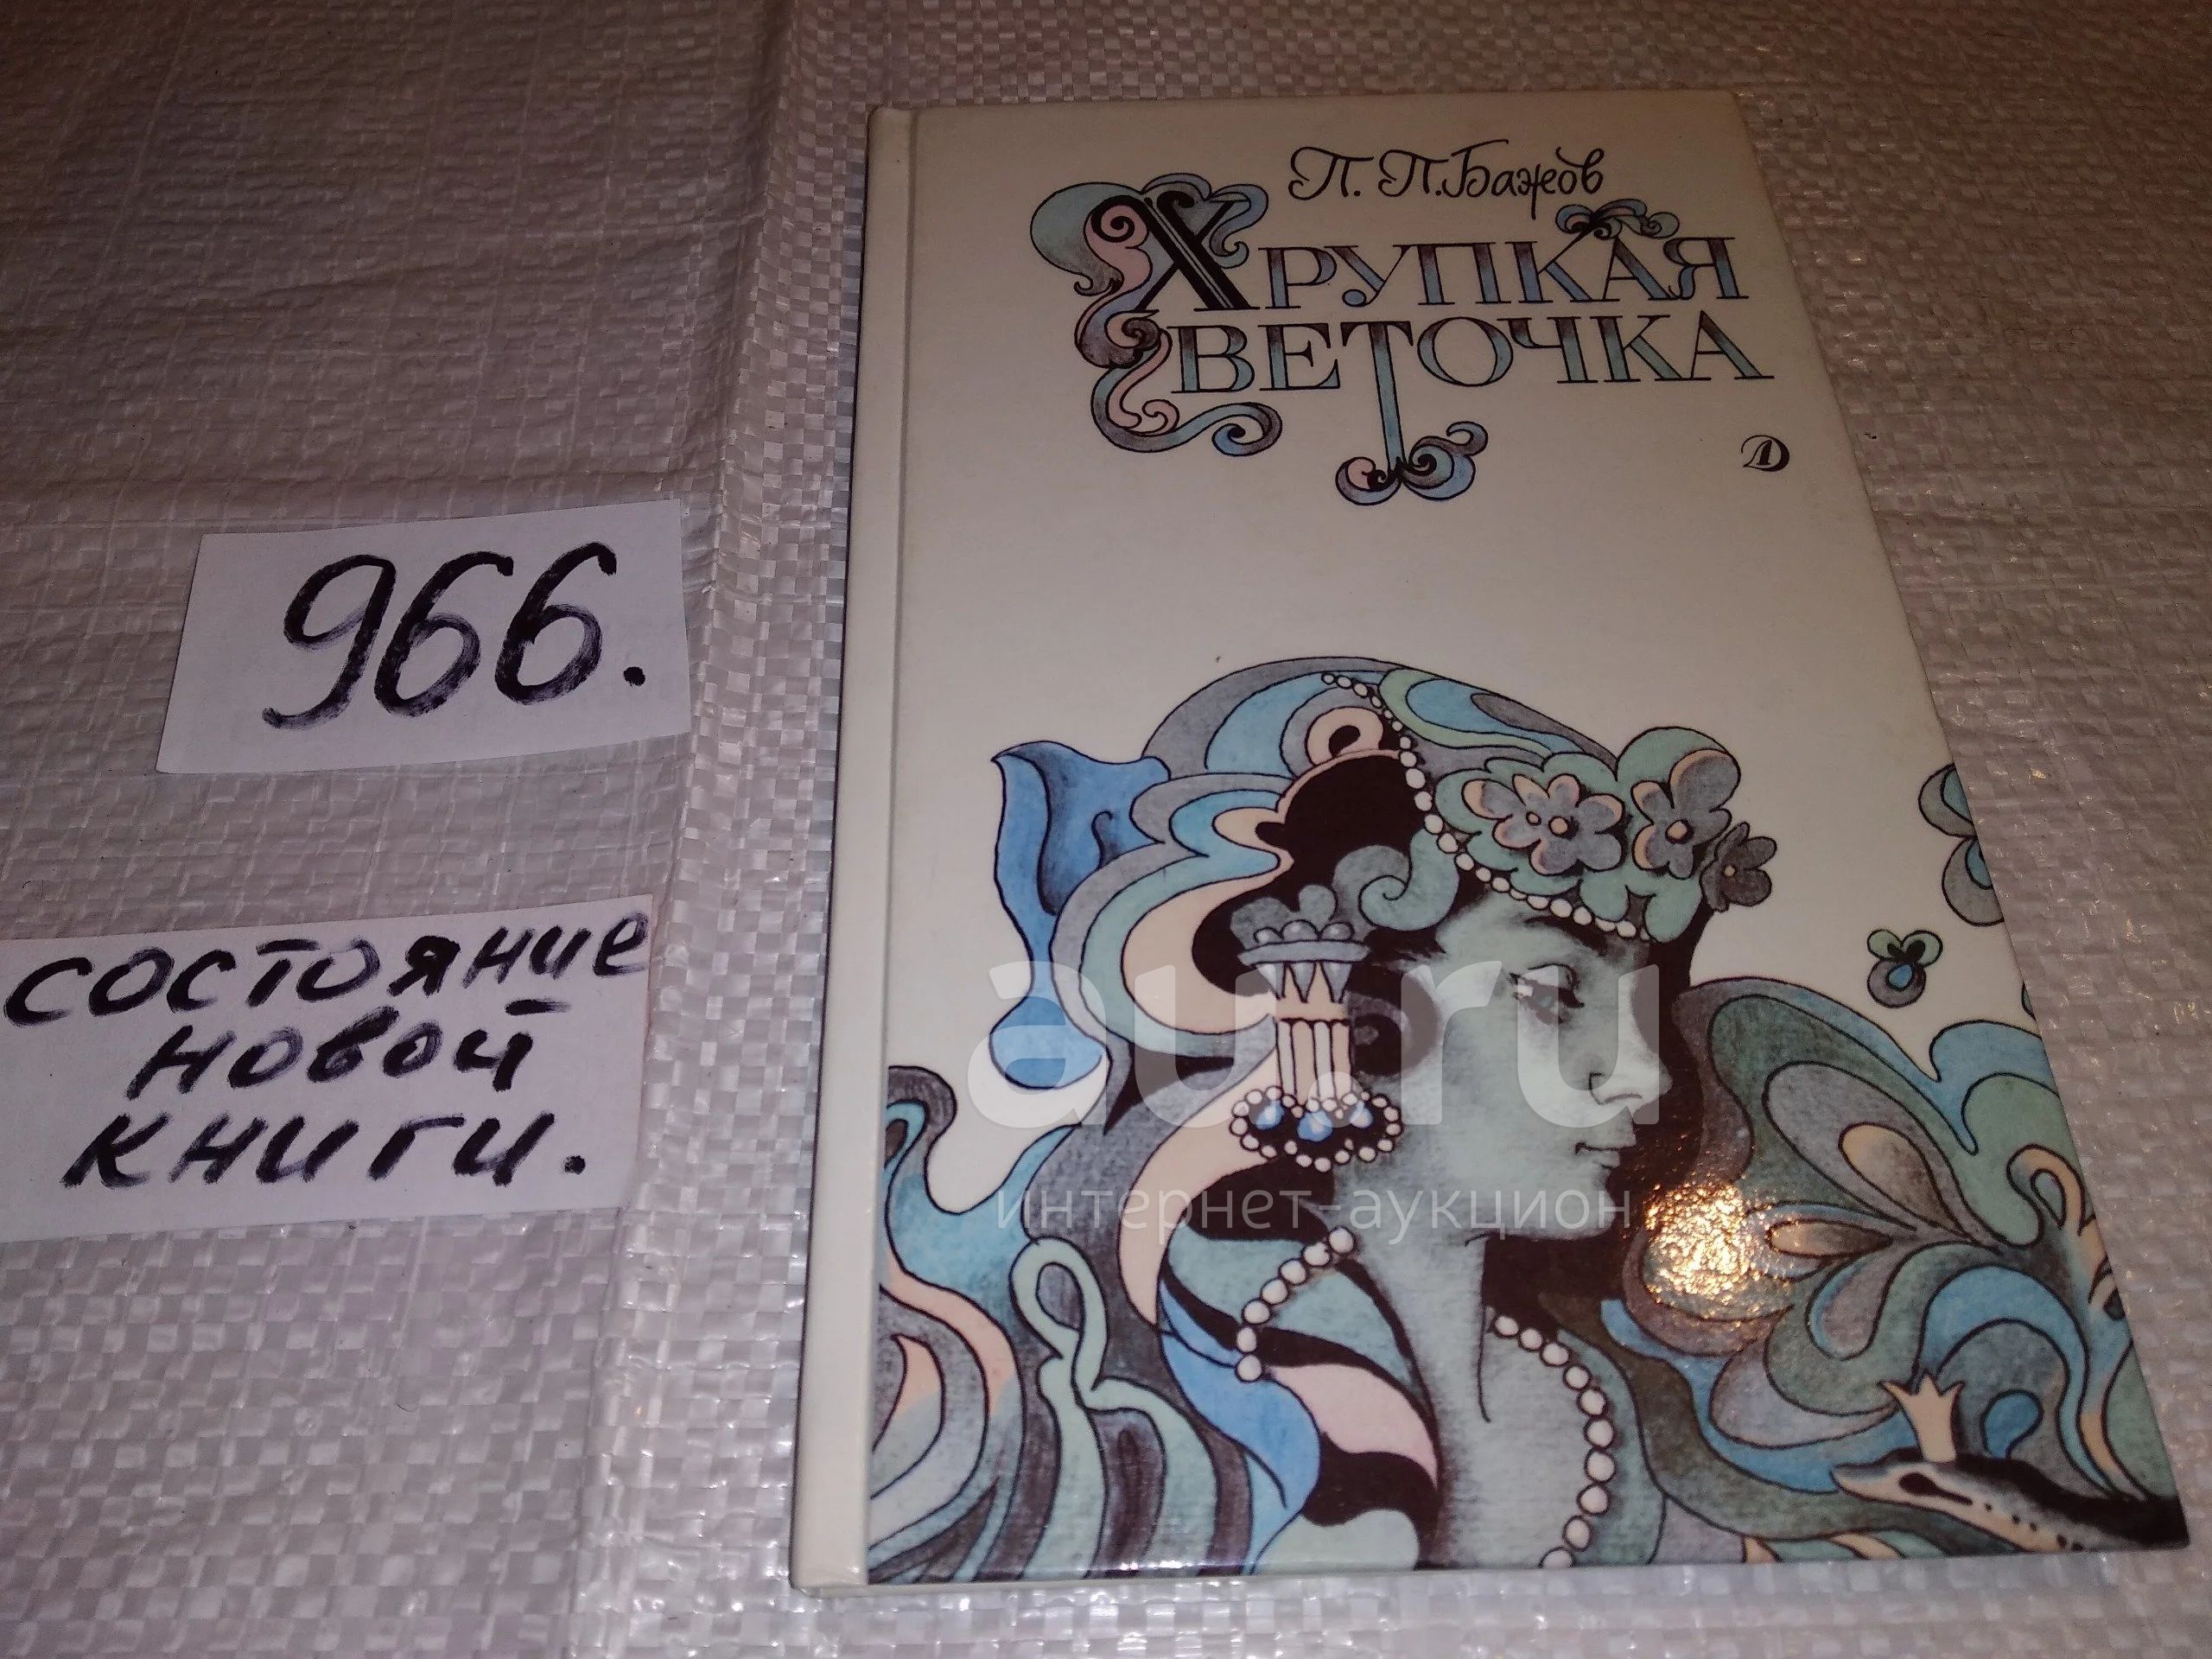 П. П. Бажов
ХРУПКАЯ
ВЕТОЧКА
Д
966.
состояние
новой
книги.
au.ru
интернет-аукцион